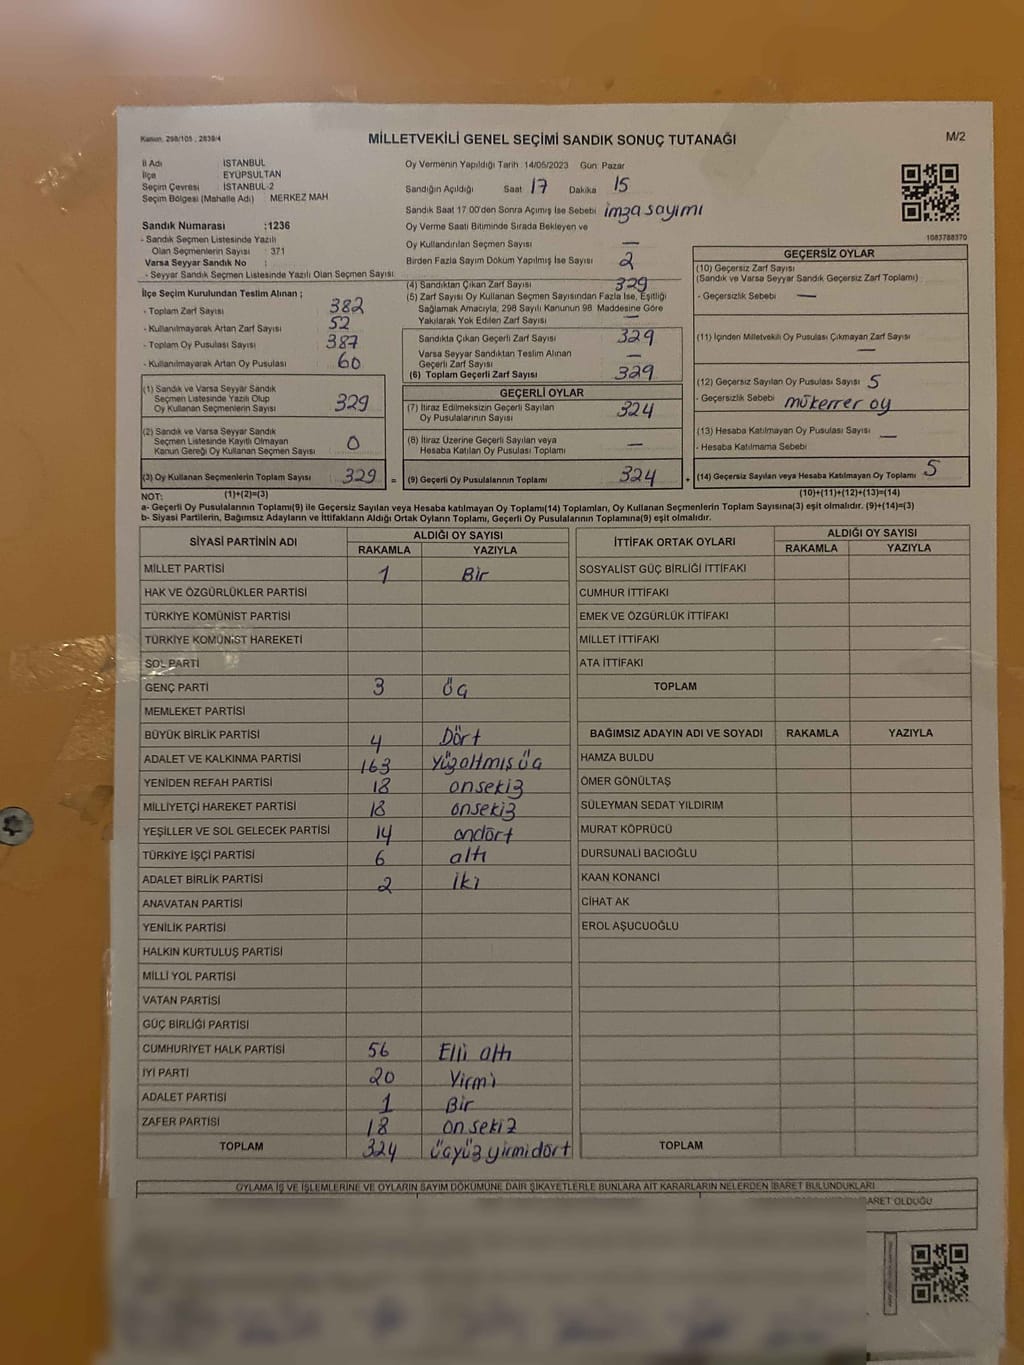 Kanun: 298/105 , 2839/4
MİLLETVEKİLİ GENEL SEÇİMİ SANDIK SONUÇ TUTANAĞI
M/2
İl Adı İSTANBUL
İlçe EYÜPSULTAN
Seçim Çevresi İSTANBUL-2
Seçim Bölgesi (Mahalle Adı) MERKEZ MAH
Sandık Numarası :1236
- Sandık Seçmen Listesinde Yazılı
Olan Seçmenlerin Sayısı : 371
Varsa Seyyar Sandık No :
- Seyyar Sandık Seçmen Listesinde Yazılı Olan Seçmen Sayısı:
Oy Vermenin Yapıldığı Tarih :14/05/2023 Gün: Pazar
Sandığın Açıldığı Saat 17 Dakika 15
Sandık Saat 17.00'den Sonra Açımış İse Sebebi imza sayımı
Oy Verme Saati Bitiminde Sırada Bekleyen ve
Oy Kullandırılan Seçmen Sayısı —
Birden Fazla Sayım Döküm Yapılmış İse Sayısı 2
1083788370
İlçe Seçim Kurulundan Teslim Alınan ;
- Toplam Zarf Sayısı 382
- Kullanılmayarak Artan Zarf Sayısı 52
- Toplam Oy Pusulası Sayısı 387
- Kullanılmayarak Artan Oy Pusulası 60
(1) Sandık ve Varsa Seyyar Sandık
Seçmen Listesinde Yazılı Olup
Oy Kullanan Seçmenlerin Sayısı 329
(2) Sandık ve Varsa Seyyar Sandık
Seçmen Listesinde Kayıtlı Olmayan
Kanun Gereği Oy Kullanan Seçmen Sayısı 0
(3) Oy Kullanan Seçmenlerin Toplam Sayısı 329 =
(4) Sandıktan Çıkan Zarf Sayısı 329
(5) Zarf Sayısı Oy Kullanan Seçmen Sayısından Fazla İse, Eşitliği
Sağlamak Amacıyla, 298 Sayılı Kanunun 98. Maddesine Göre
Yakılarak Yok Edilen Zarf Sayısı —
Sandıkta Çıkan Geçerli Zarf Sayısı 329
Varsa Seyyar Sandıktan Teslim Alınan
Geçerli Zarf Sayısı —
(6) Toplam Geçerli Zarf Sayısı 329
GEÇERLİ OYLAR
(7) İtiraz Edilmeksizin Geçerli Sayılan
Oy Pusulalarının Sayısı 324
(8) İtiraz Üzerine Geçerli Sayılan veya
Hesaba Katılan Oy Pusulası Toplamı —
(9) Geçerli Oy Pusulalarının Toplamı 324 +
GEÇERSİZ OYLAR
(10) Geçersiz Zarf Sayısı
(Sandık ve Varsa Seyyar Sandık Geçersiz Zarf Toplamı)
- Geçersizlik Sebebi —
(11) İçinden Milletvekili Oy Pusulası Çıkmayan Zarf Sayısı
—
(12) Geçersiz Sayılan Oy Pusulası Sayısı 5
- Geçersizlik Sebebi mükerrer oy
(13) Hesaba Katılmayan Oy Pusulası Sayısı —
- Hesaba Katılmama Sebebi
(14) Geçersiz Sayılan veya Hesaba Katılmayan Oy Toplamı 5
NOT: (1)+(2)=(3) (10)+(11)+(12)+(13)=(14)
a- Geçerli Oy Pusulalarının Toplamı(9) ile Geçersiz Sayılan veya Hesaba katılmayan Oy Toplamı(14) Toplamları, Oy Kullanan Seçmenlerin Toplam Sayısına(3) eşit olmalıdır. (9)+(14)=(3)
b- Siyasi Partilerin, Bağımsız Adayların ve İttifakların Aldığı Ortak Oyların Toplamı, Geçerli Oy Pusulalarının Toplamına(9) eşit olmalıdır.
SİYASİ PARTİNİN ADI ALDIĞI OY SAYISI
RAKAMLA YAZIYLA
MİLLET PARTİSİ 1 Bir
HAK VE ÖZGÜRLÜKLER PARTİSİ
TÜRKİYE KOMÜNİST PARTİSİ
TÜRKİYE KOMÜNİST HAREKETİ
SOL PARTİ
GENÇ PARTİ 3 üç
MEMLEKET PARTİSİ
BÜYÜK BİRLİK PARTİSİ 4 Dört
ADALET VE KALKINMA PARTİSİ 163 Yüzaltmış üç
YENİDEN REFAH PARTİSİ 18 onsekiz
MİLLİYETÇİ HAREKET PARTİSİ 18 onsekiz
YEŞİLLER VE SOL GELECEK PARTİSİ 14 ondört
TÜRKİYE İŞÇİ PARTİSİ 6 altı
ADALET BİRLİK PARTİSİ 2 iki
ANAVATAN PARTİSİ
YENİLİK PARTİSİ
HALKIN KURTULUŞ PARTİSİ
MİLLİ YOL PARTİSİ
VATAN PARTİSİ
GÜÇ BİRLİĞİ PARTİSİ
CUMHURİYET HALK PARTİSİ 56 Elli altı
İYİ PARTİ 20 Yirmi
ADALET PARTİSİ 1 Bir
ZAFER PARTİSİ 18 on sekiz
TOPLAM 324 üçyüz yirmidört
İTTİFAK ORTAK OYLARI ALDIĞI OY SAYISI
RAKAMLA YAZIYLA
SOSYALİST GÜÇ BİRLİĞİ İTTİFAKI
CUMHUR İTTİFAKI
EMEK VE ÖZGÜRLÜK İTTİFAKI
MİLLET İTTİFAKI
ATA İTTİFAKI
TOPLAM
BAĞIMSIZ ADAYIN ADI VE SOYADI RAKAMLA YAZIYLA
HAMZA BULDU
ÖMER GÖNÜLTAŞ
SÜLEYMAN SEDAT YILDIRIM
MURAT KÖPRÜCÜ
DURSUNALİ BACIOĞLU
KAAN KONANCİ
CİHAT AK
EROL AŞUCUOĞLU
TOPLAM
OYLAMA İŞ VE İŞLEMLERİNE VE OYLARIN SAYIM DÖKÜMÜNE DAİR ŞİKAYETLERLE BUNLARA AİT KARARLARIN NELERDEN İBARET BULUNDUKLARI
OLDUĞU